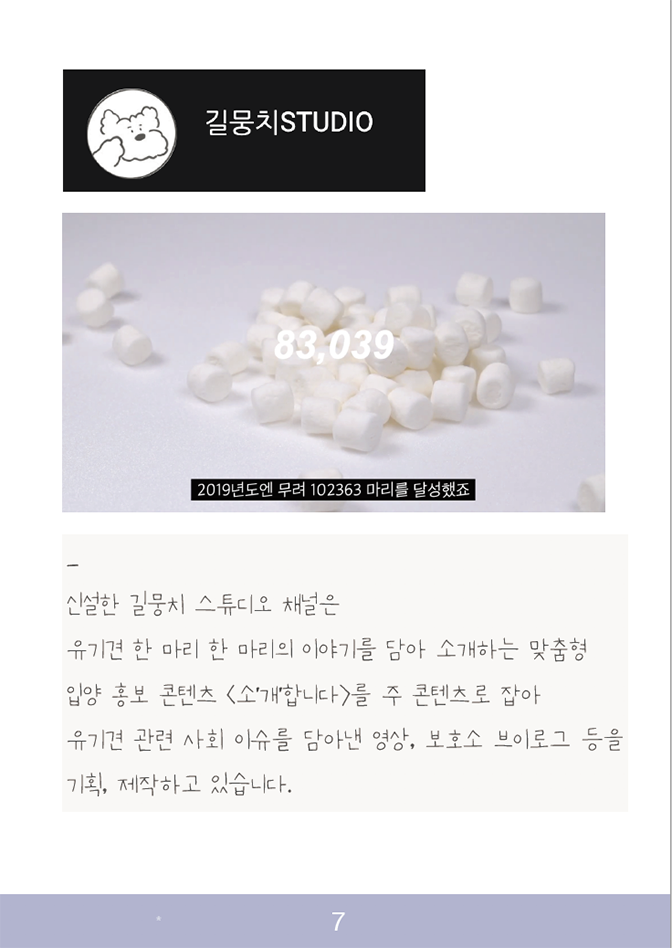 길뭉치STUDIO
83,039
2019년도엔 무려 102363 마리를 달성했죠
–
신설한 길뭉치 스튜디오 채널은
유기견 한 마리 한 마리의 이야기를 담아 소개하는 맞춤형
입양 홍보 콘텐츠 <소'개'합니다>를 주 콘텐츠로 잡아
유기견 관련 사회 이슈를 담아낸 영상, 보호소 브이로그 등을
기획, 제작하고 있습니다.
7